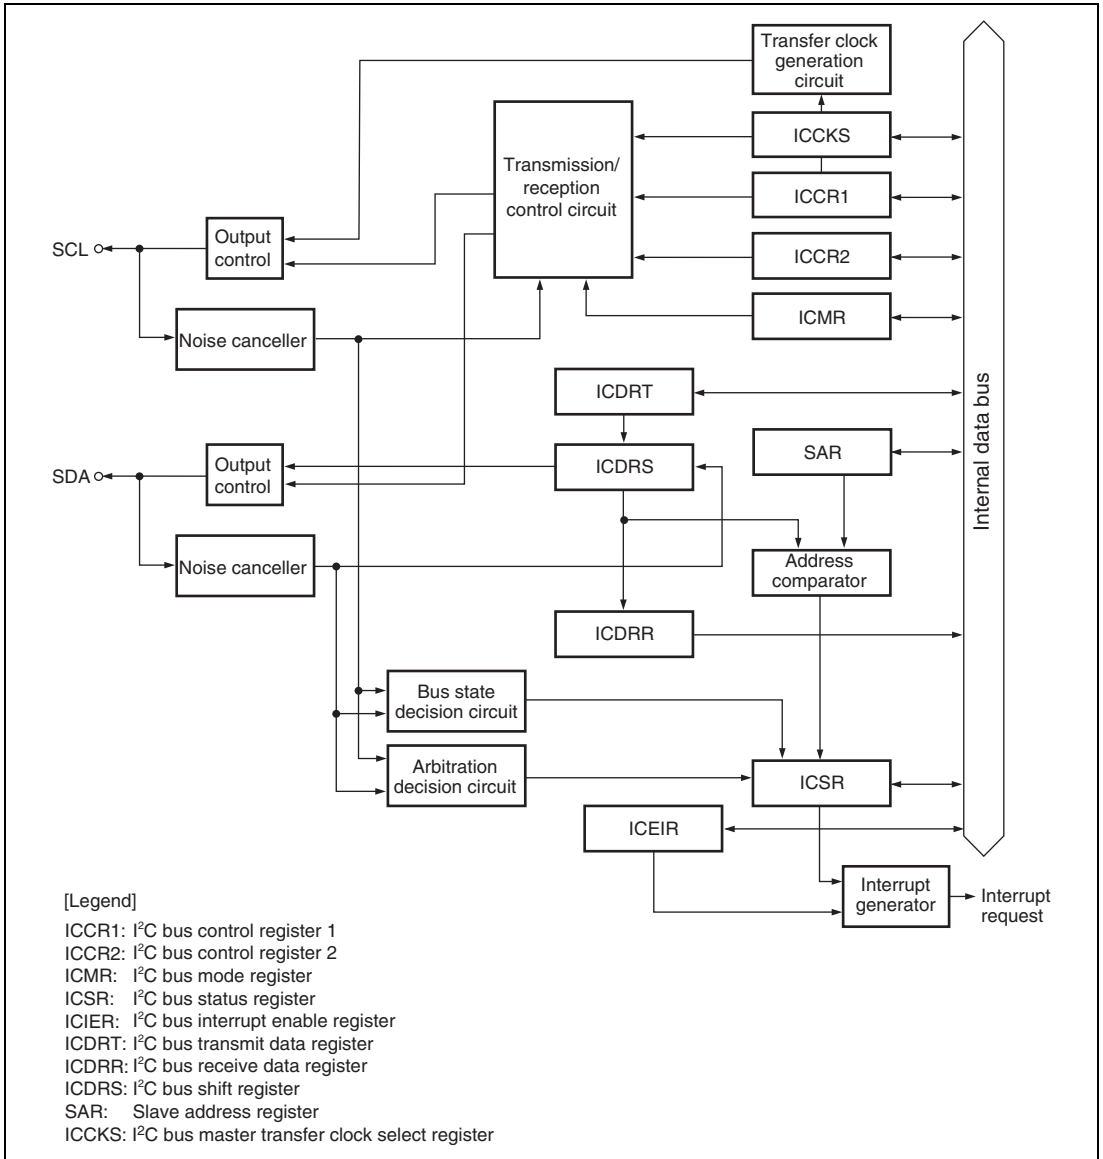 Transfer clock
generation
circuit
ICCKS
Transmission/
reception
control circuit
ICCR1
Output
control
SCL
ICCR2
ICMR
Noise canceller
ICDRT
Internal data bus
SAR
Output
control
ICDRS
SDA
Noise canceller
Address
comparator
ICDRR
Bus state
decision circuit
Arbitration
decision circuit
ICSR
ICEIR
Interrupt
generator
Interrupt
request
[Legend]
ICCR1: I²C bus control register 1
ICCR2: I²C bus control register 2
ICMR: I²C bus mode register
ICSR: I²C bus status register
ICIER: I²C bus interrupt enable register
ICDRT: I²C bus transmit data register
ICDRR: I²C bus receive data register
ICDRS: I²C bus shift register
SAR: Slave address register
ICCKS: I²C bus master transfer clock select register